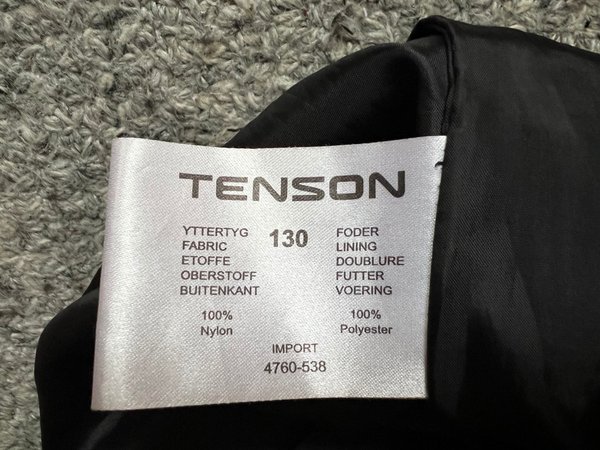 TENSON
YTTERTYG 130 FODER
FABRIC LINING
ETOFFE DOUBLURE
OBERSTOFF FUTTER
BUITENKANT VOERING
100% 100%
Nylon Polyester
IMPORT
4760-538